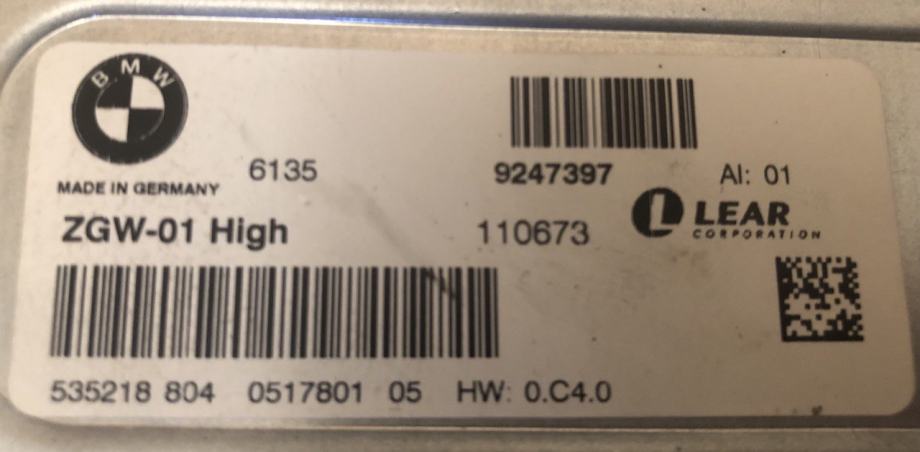 BMW
6135 9247397 AI: 01
MADE IN GERMANY
ZGW-01 High 110673 LEAR
CORPORATION
535218 804 0517801 05 HW: 0.C4.0